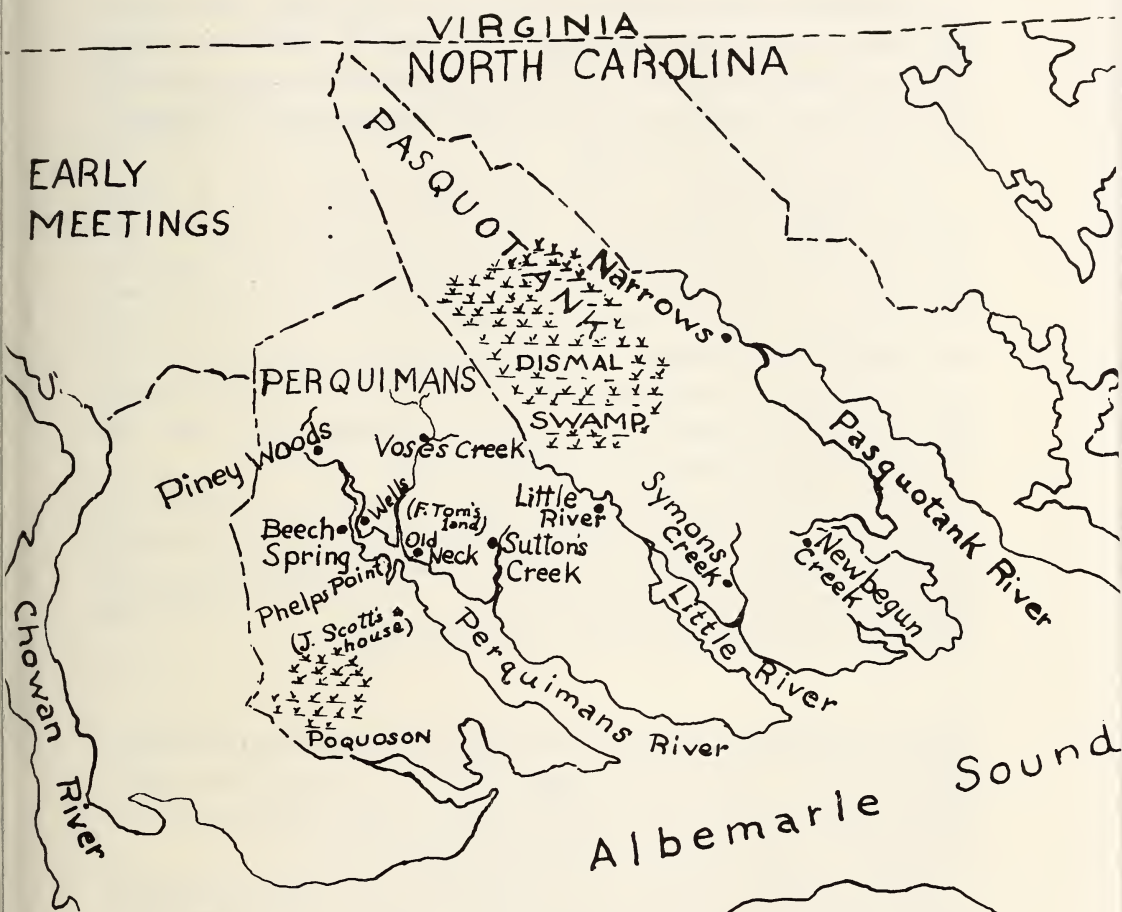 VIRGINIA
NORTH CAROLINA
EARLY
MEETINGS
PASQUOTANK
Narrows
DISMAL
SWAMP
PERQUIMANS
Piney Woods
Voses Creek
Wells
(F. Tom's
land)
Old
Neck
Beech
Spring
Sutton's
Creek
Little
River
Symons
Creek
Newbegun
Creek
Pasquotank River
Phelps Point
(J. Scott's
house)
Perquimans River
Little River
POQUOSON
Chowan River
Albemarle Sound